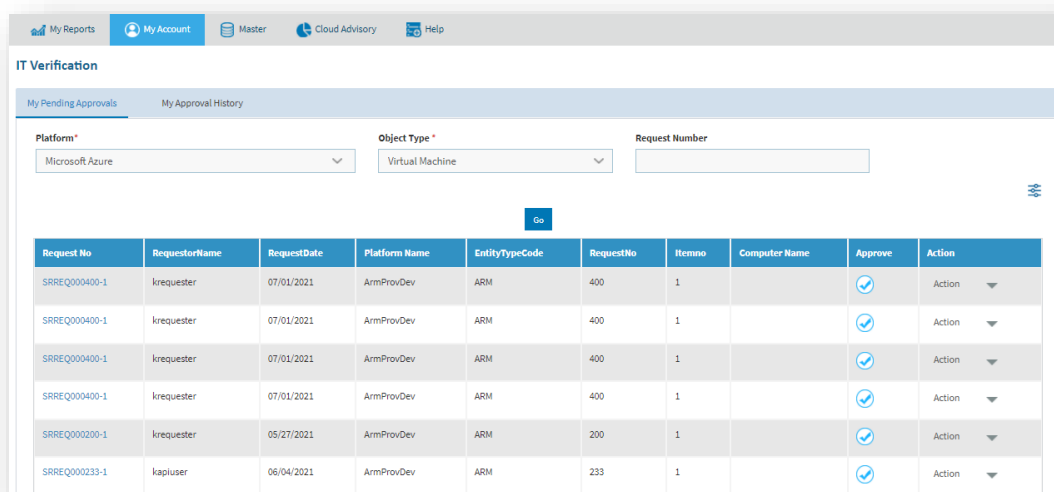 My Reports My Account Master Cloud Advisory Help
IT Verification
My Pending Approvals My Approval History
Platform* Object Type * Request Number
Microsoft Azure Virtual Machine
Go
Request No RequestorName RequestDate Platform Name EntityTypeCode RequestNo Itemno Computer Name Approve Action
SRREQ000400-1 krequester 07/01/2021 ArmProvDev ARM 400 1 Action
SRREQ000400-1 krequester 07/01/2021 ArmProvDev ARM 400 1 Action
SRREQ000400-1 krequester 07/01/2021 ArmProvDev ARM 400 1 Action
SRREQ000400-1 krequester 07/01/2021 ArmProvDev ARM 400 1 Action
SRREQ000200-1 krequester 05/27/2021 ArmProvDev ARM 200 1 Action
SRREQ000233-1 kapiuser 06/04/2021 ArmProvDev ARM 233 1 Action